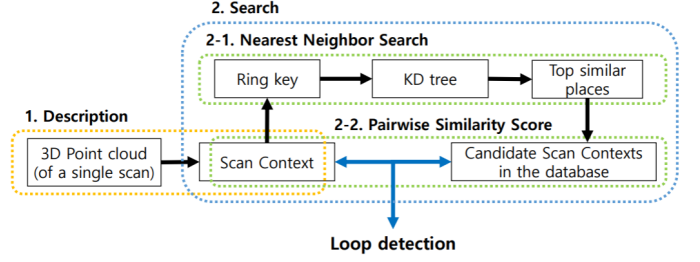 2. Search
2-1. Nearest Neighbor Search
Ring key
KD tree
Top similar
places
1. Description
2-2. Pairwise Similarity Score
3D Point cloud
(of a single scan)
Scan Context
Candidate Scan Contexts
in the database
Loop detection